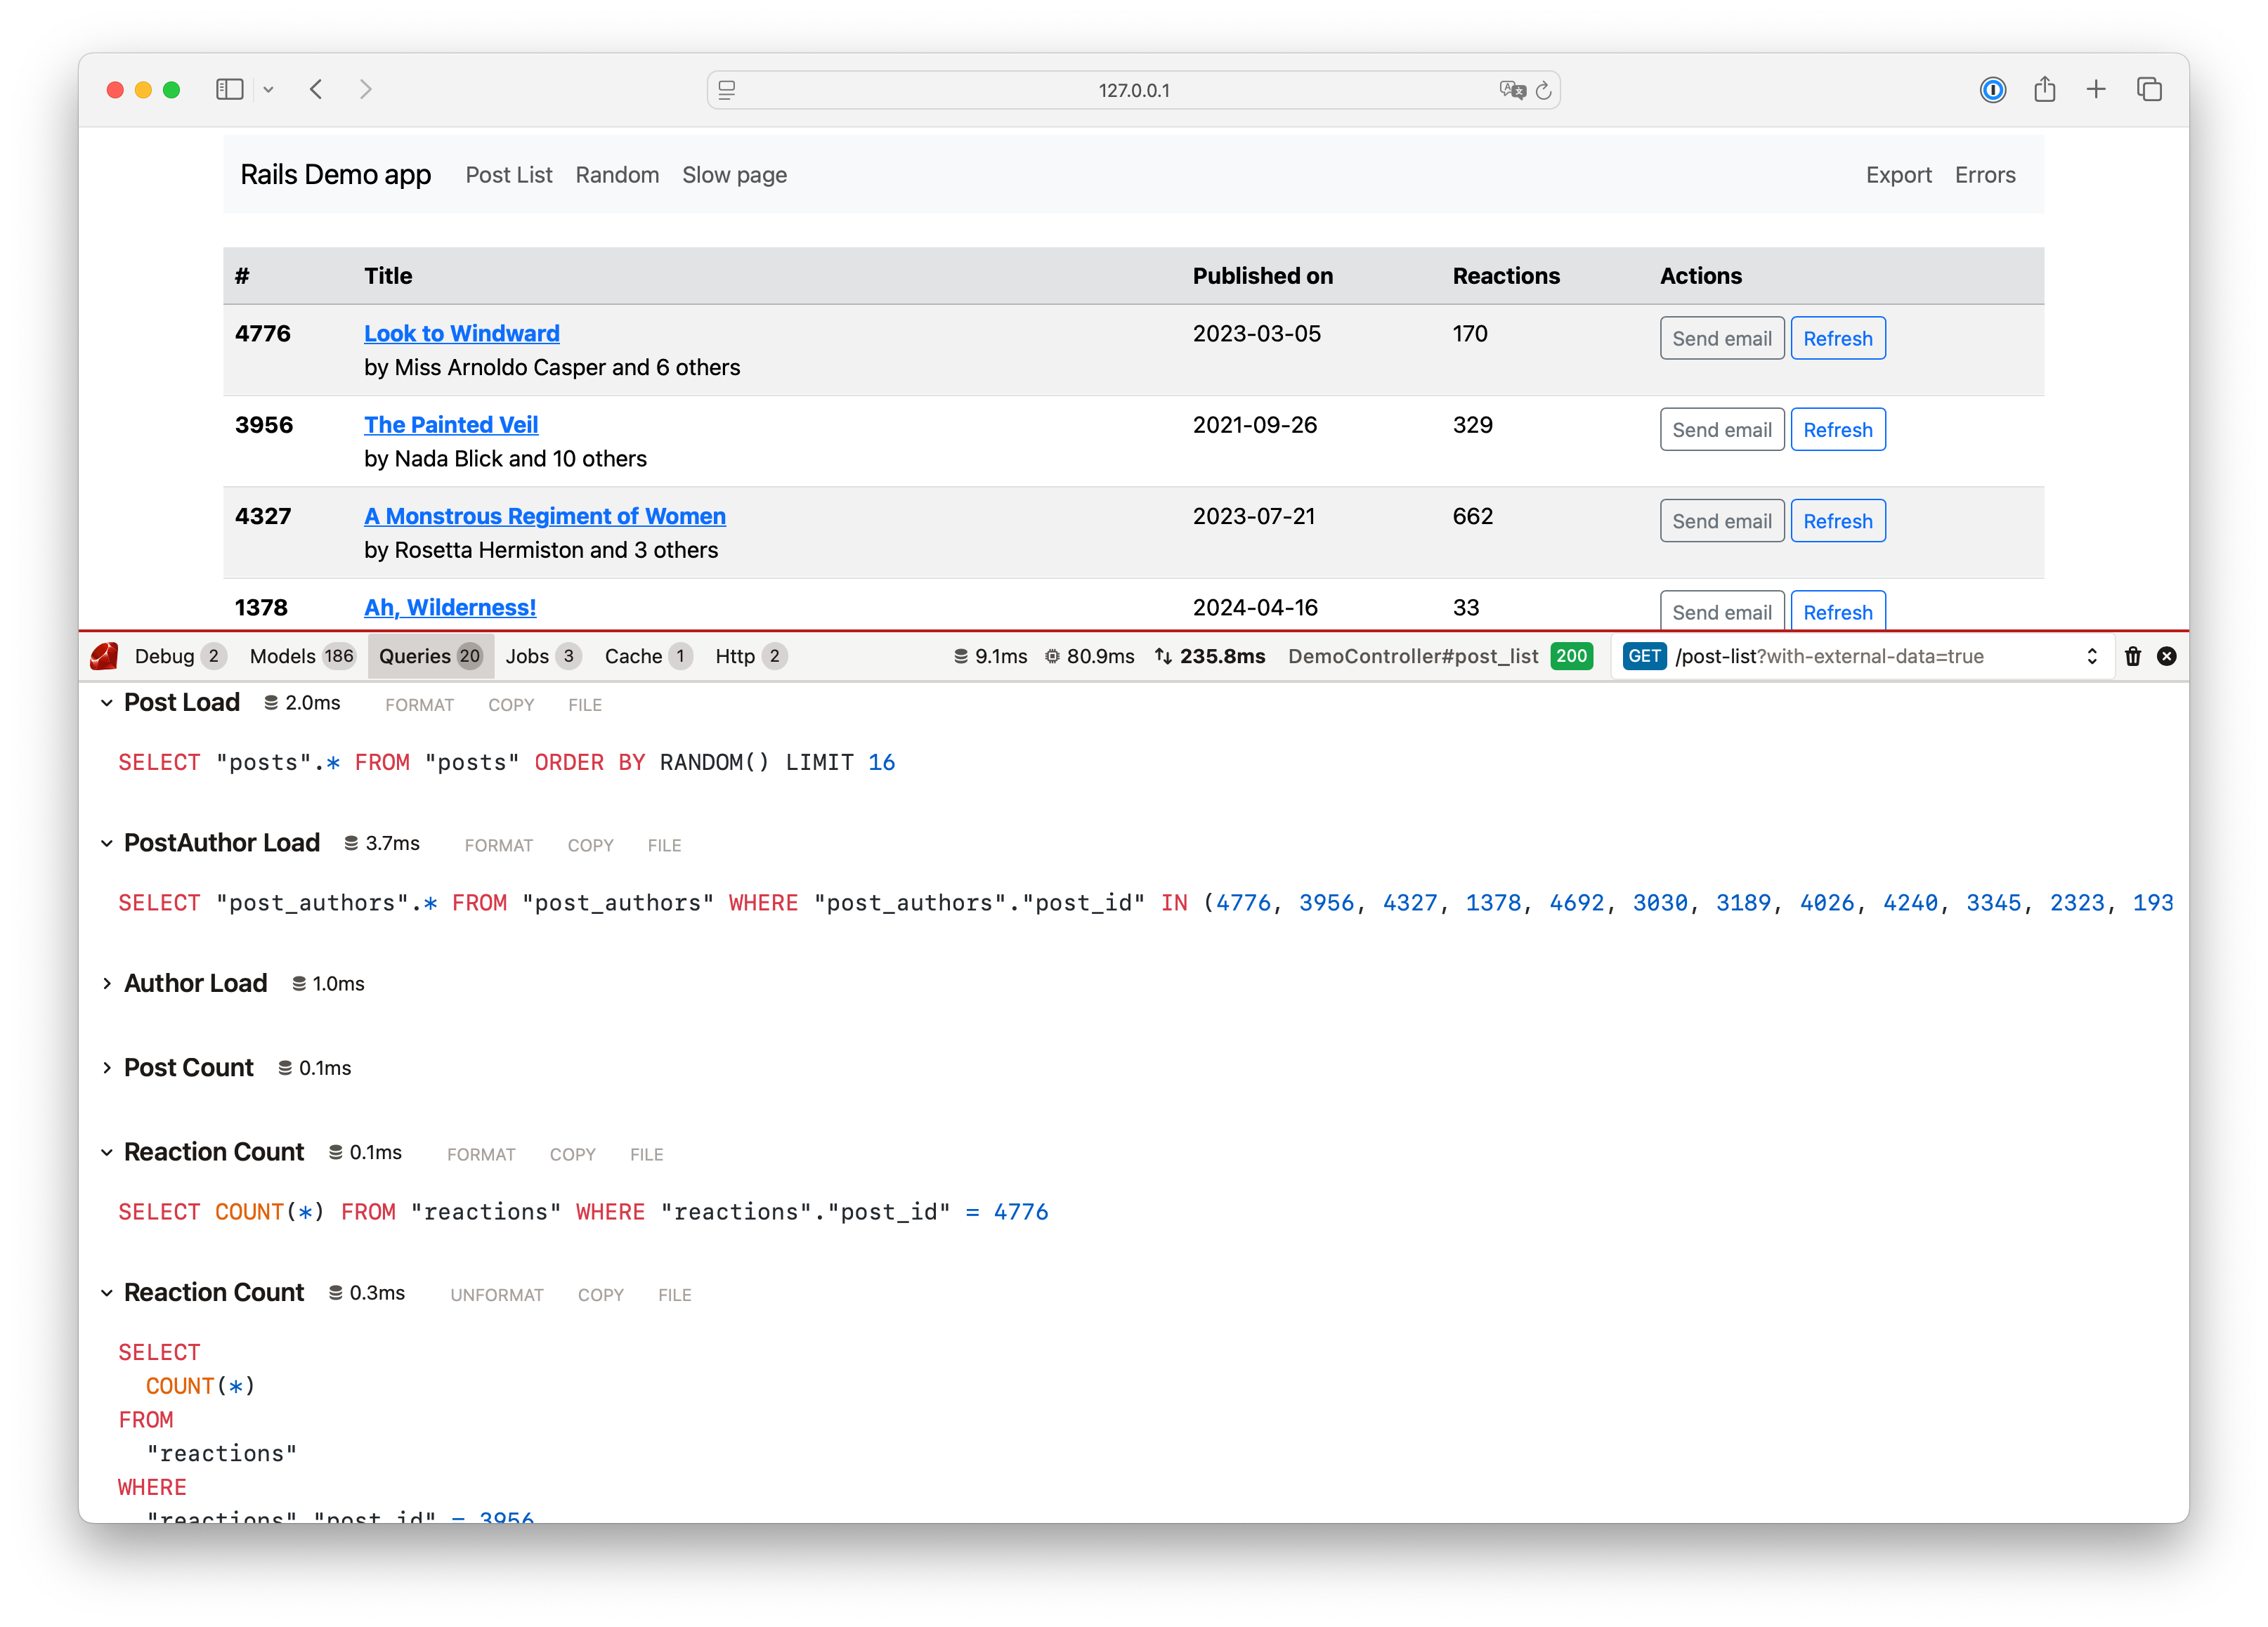 127.0.0.1
Rails Demo app Post List Random Slow page Export Errors
# Title Published on Reactions Actions
4776 Look to Windward 2023-03-05 170 Send email Refresh
by Miss Arnoldo Casper and 6 others
3956 The Painted Veil 2021-09-26 329 Send email Refresh
by Nada Blick and 10 others
4327 A Monstrous Regiment of Women 2023-07-21 662 Send email Refresh
by Rosetta Hermiston and 3 others
1378 Ah, Wilderness! 2024-04-16 33 Send email Refresh
Debug 2 Models 186 Queries 20 Jobs 3 Cache 1 Http 2 9.1ms 80.9ms 235.8ms DemoController#post_list 200 GET /post-list?with-external-data=true
Post Load 2.0ms FORMAT COPY FILE
SELECT "posts".* FROM "posts" ORDER BY RANDOM() LIMIT 16
PostAuthor Load 3.7ms FORMAT COPY FILE
SELECT "post_authors".* FROM "post_authors" WHERE "post_authors"."post_id" IN (4776, 3956, 4327, 1378, 4692, 3030, 3189, 4026, 4240, 3345, 2323, 193
Author Load 1.0ms
Post Count 0.1ms
Reaction Count 0.1ms FORMAT COPY FILE
SELECT COUNT(*) FROM "reactions" WHERE "reactions"."post_id" = 4776
Reaction Count 0.3ms UNFORMAT COPY FILE
SELECT
COUNT(*)
FROM
"reactions"
WHERE
"reactions"."post_id" = 3956